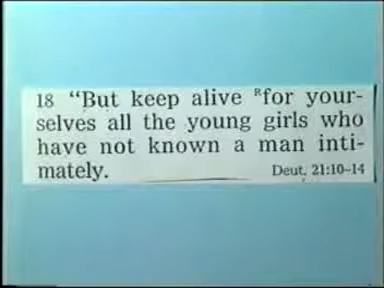 18 “But keep alive ᴿfor your-
selves all the young girls who
have not known a man inti-
mately. Deut. 21:10–14